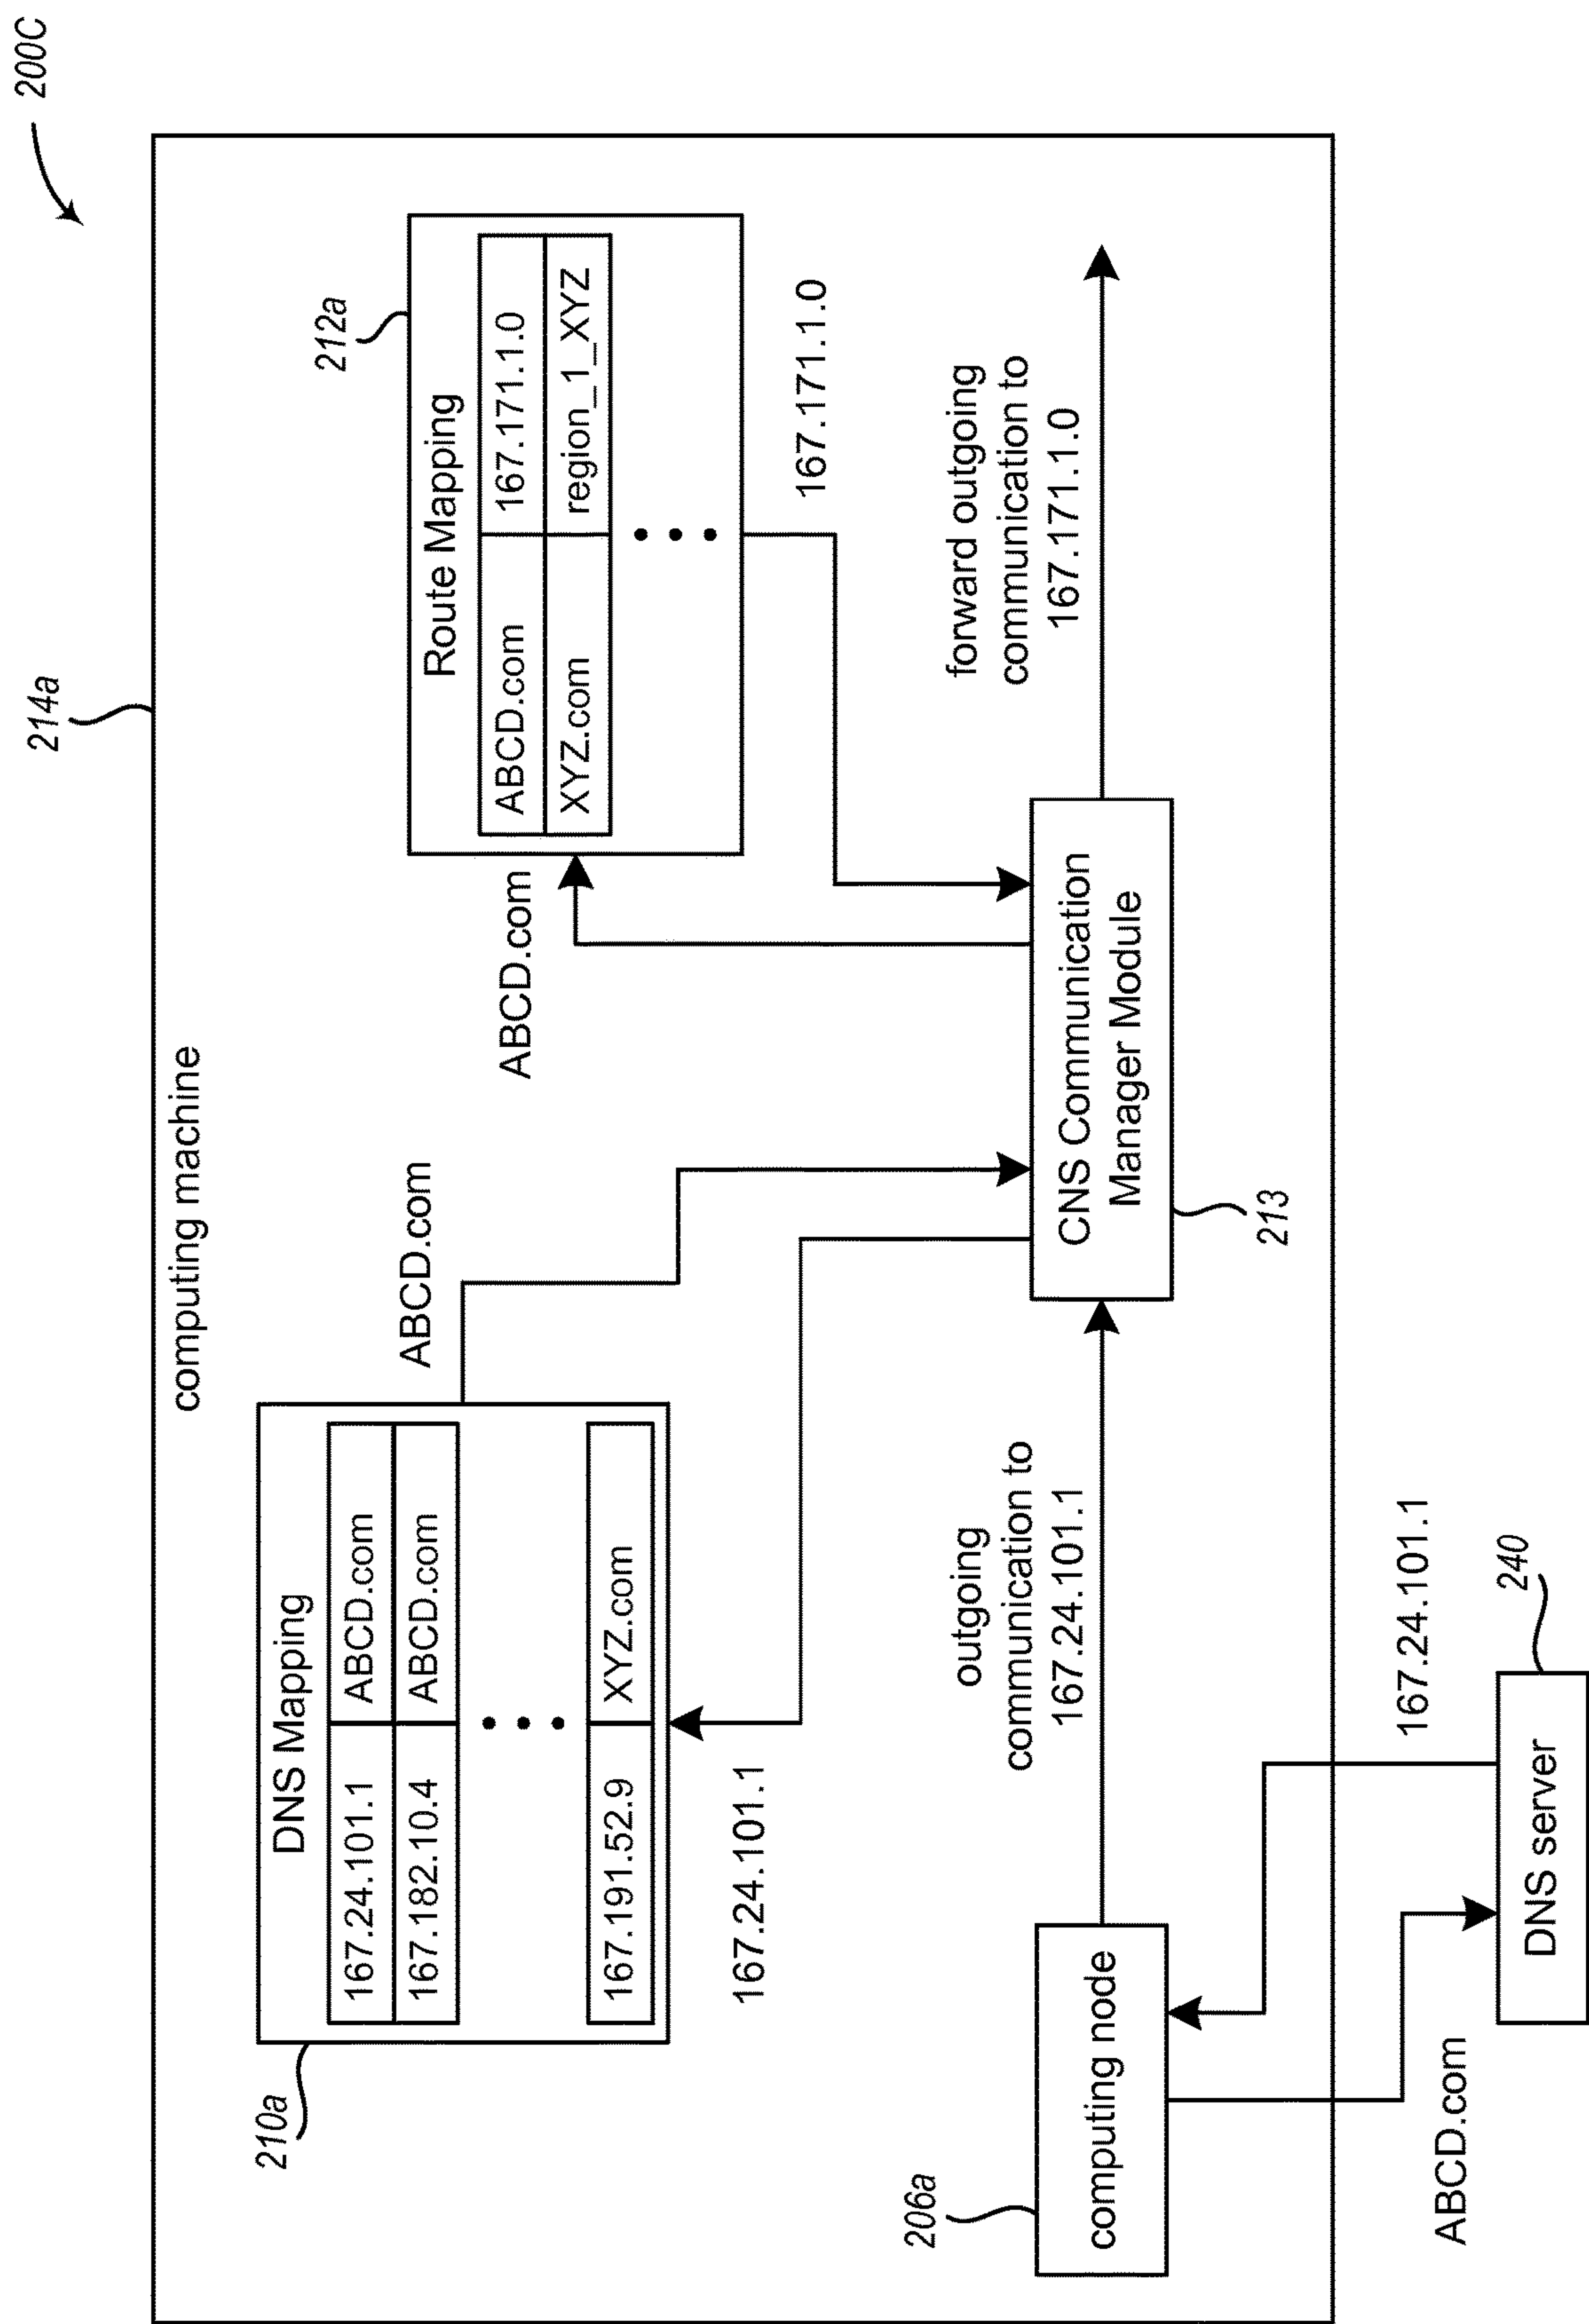 200C
214a
computing machine
210a
DNS Mapping
167.24.101.1 ABCD.com
167.182.10.4 ABCD.com
167.191.52.9 XYZ.com
ABCD.com
167.24.101.1
212a
Route Mapping
ABCD.com 167.171.1.0
XYZ.com region_1_XYZ
ABCD.com
167.171.1.0
206a
computing node
outgoing
communication to
167.24.101.1
CNS Communication
Manager Module
213
forward outgoing
communication to
167.171.1.0
ABCD.com
167.24.101.1
DNS server
240